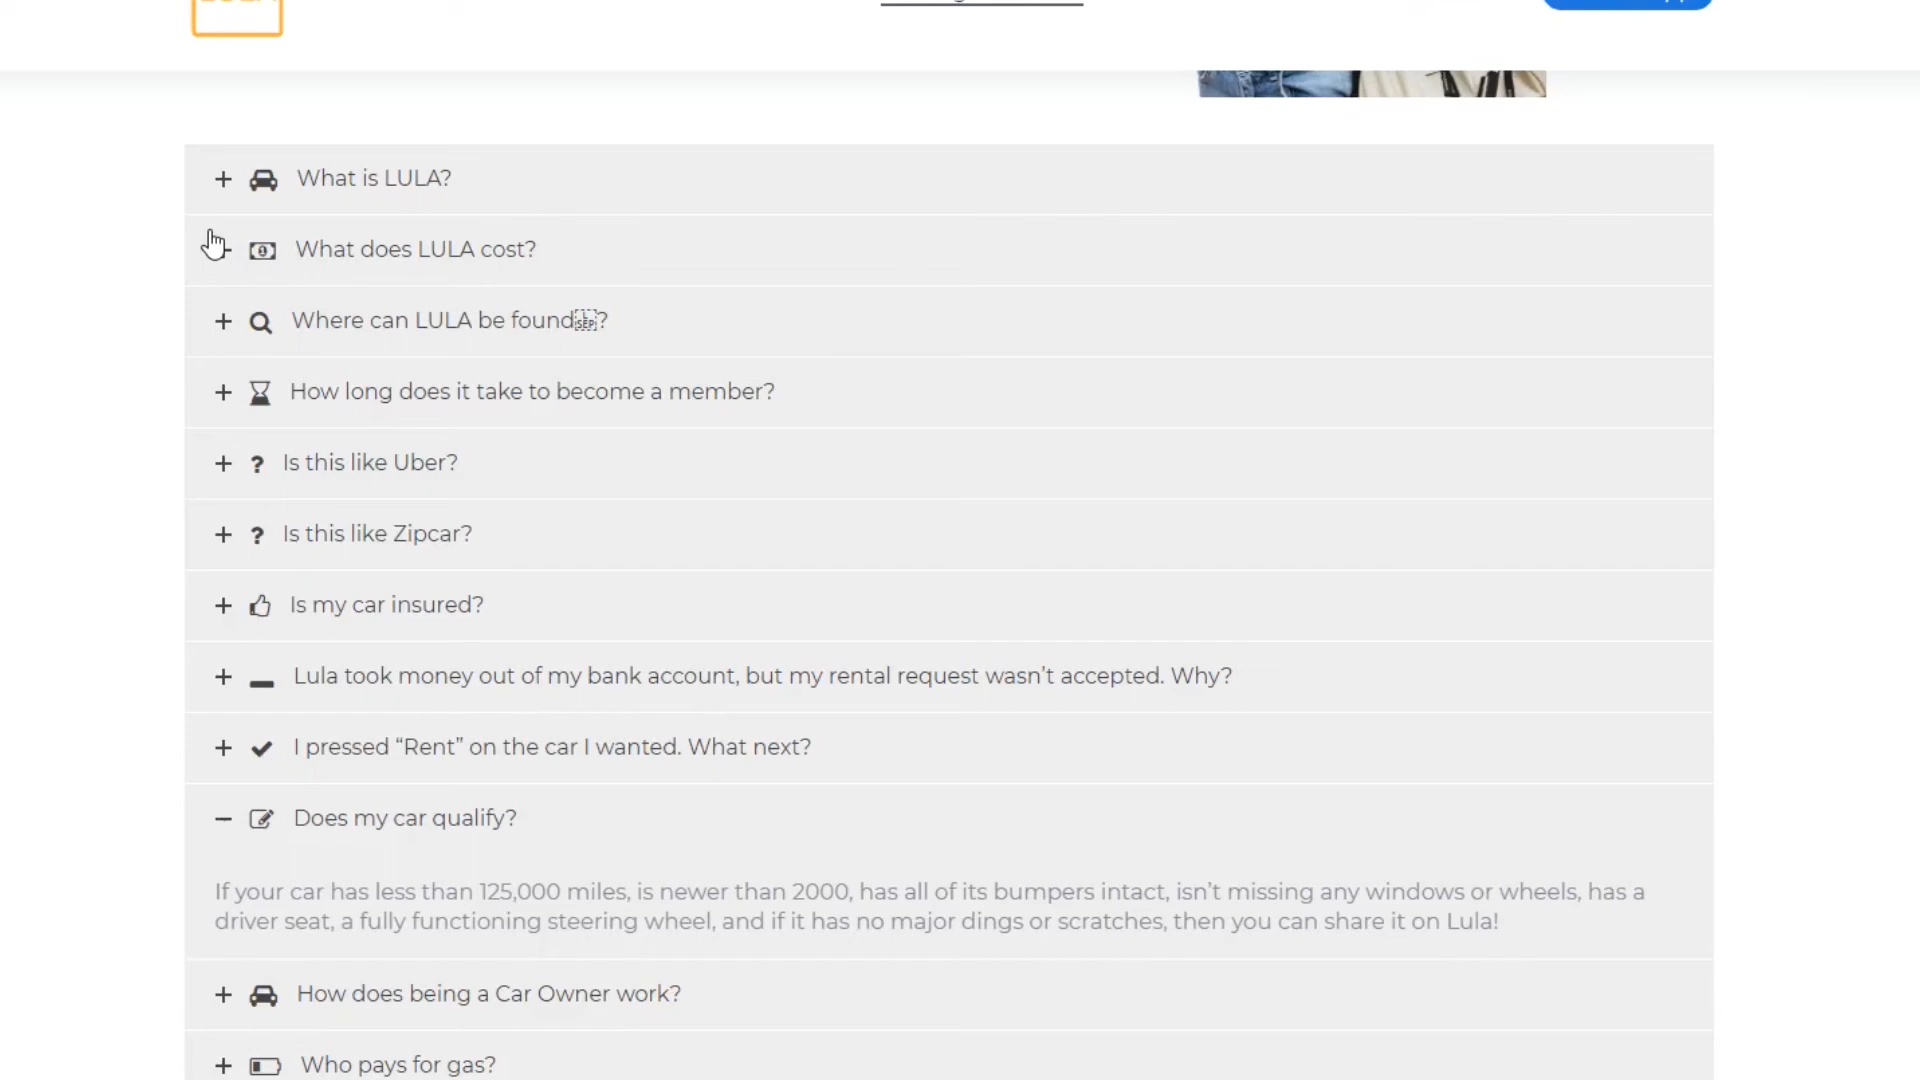 What is LULA?
What does LULA cost?
Where can LULA be found?
How long does it take to become a member?
? Is this like Uber?
? Is this like Zipcar?
Is my car insured?
Lula took money out of my bank account, but my rental request wasn't accepted. Why?
I pressed “Rent” on the car I wanted. What next?
Does my car qualify?
If your car has less than 125,000 miles, is newer than 2000, has all of its bumpers intact, isn't missing any windows or wheels, has a
driver seat, a fully functioning steering wheel, and if it has no major dings or scratches, then you can share it on Lula!
How does being a Car Owner work?
Who pays for gas?